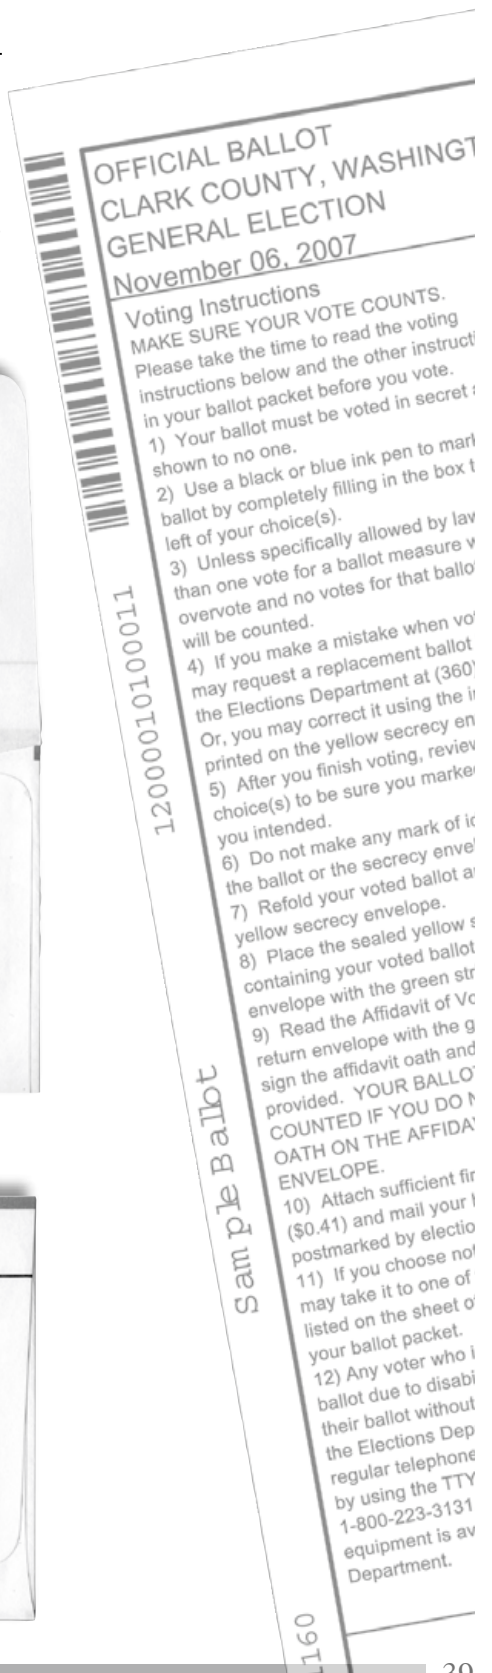 OFFICIAL BALLOT
CLARK COUNTY, WASHINGT
GENERAL ELECTION
November 06, 2007
Voting Instructions
MAKE SURE YOUR VOTE COUNTS.
Please take the time to read the voting
instructions below and the other instructi
in your ballot packet before you vote.
1) Your ballot must be voted in secret a
shown to no one.
2) Use a black or blue ink pen to mark
ballot by completely filling in the box t
left of your choice(s).
3) Unless specifically allowed by law
than one vote for a ballot measure w
overvote and no votes for that ballo
will be counted.
4) If you make a mistake when vot
may request a replacement ballot
the Elections Department at (360)
Or, you may correct it using the i
printed on the yellow secrecy en
5) After you finish voting, review
choice(s) to be sure you marked
you intended.
6) Do not make any mark of id
the ballot or the secrecy enve
7) Refold your voted ballot a
yellow secrecy envelope.
8) Place the sealed yellow s
containing your voted ballot
envelope with the green str
9) Read the Affidavit of Vo
return envelope with the g
sign the affidavit oath and
provided. YOUR BALLO
COUNTED IF YOU DO N
OATH ON THE AFFIDA
ENVELOPE.
10) Attach sufficient fir
($0.41) and mail your
postmarked by electio
11) If you choose not
may take it to one of
listed on the sheet o
your ballot packet.
12) Any voter who i
ballot due to disabi
their ballot without
the Elections Dep
regular telephone
by using the TTY
1-800-223-3131
equipment is av
Department.
12000010100011
Sample Ballot
1160
39